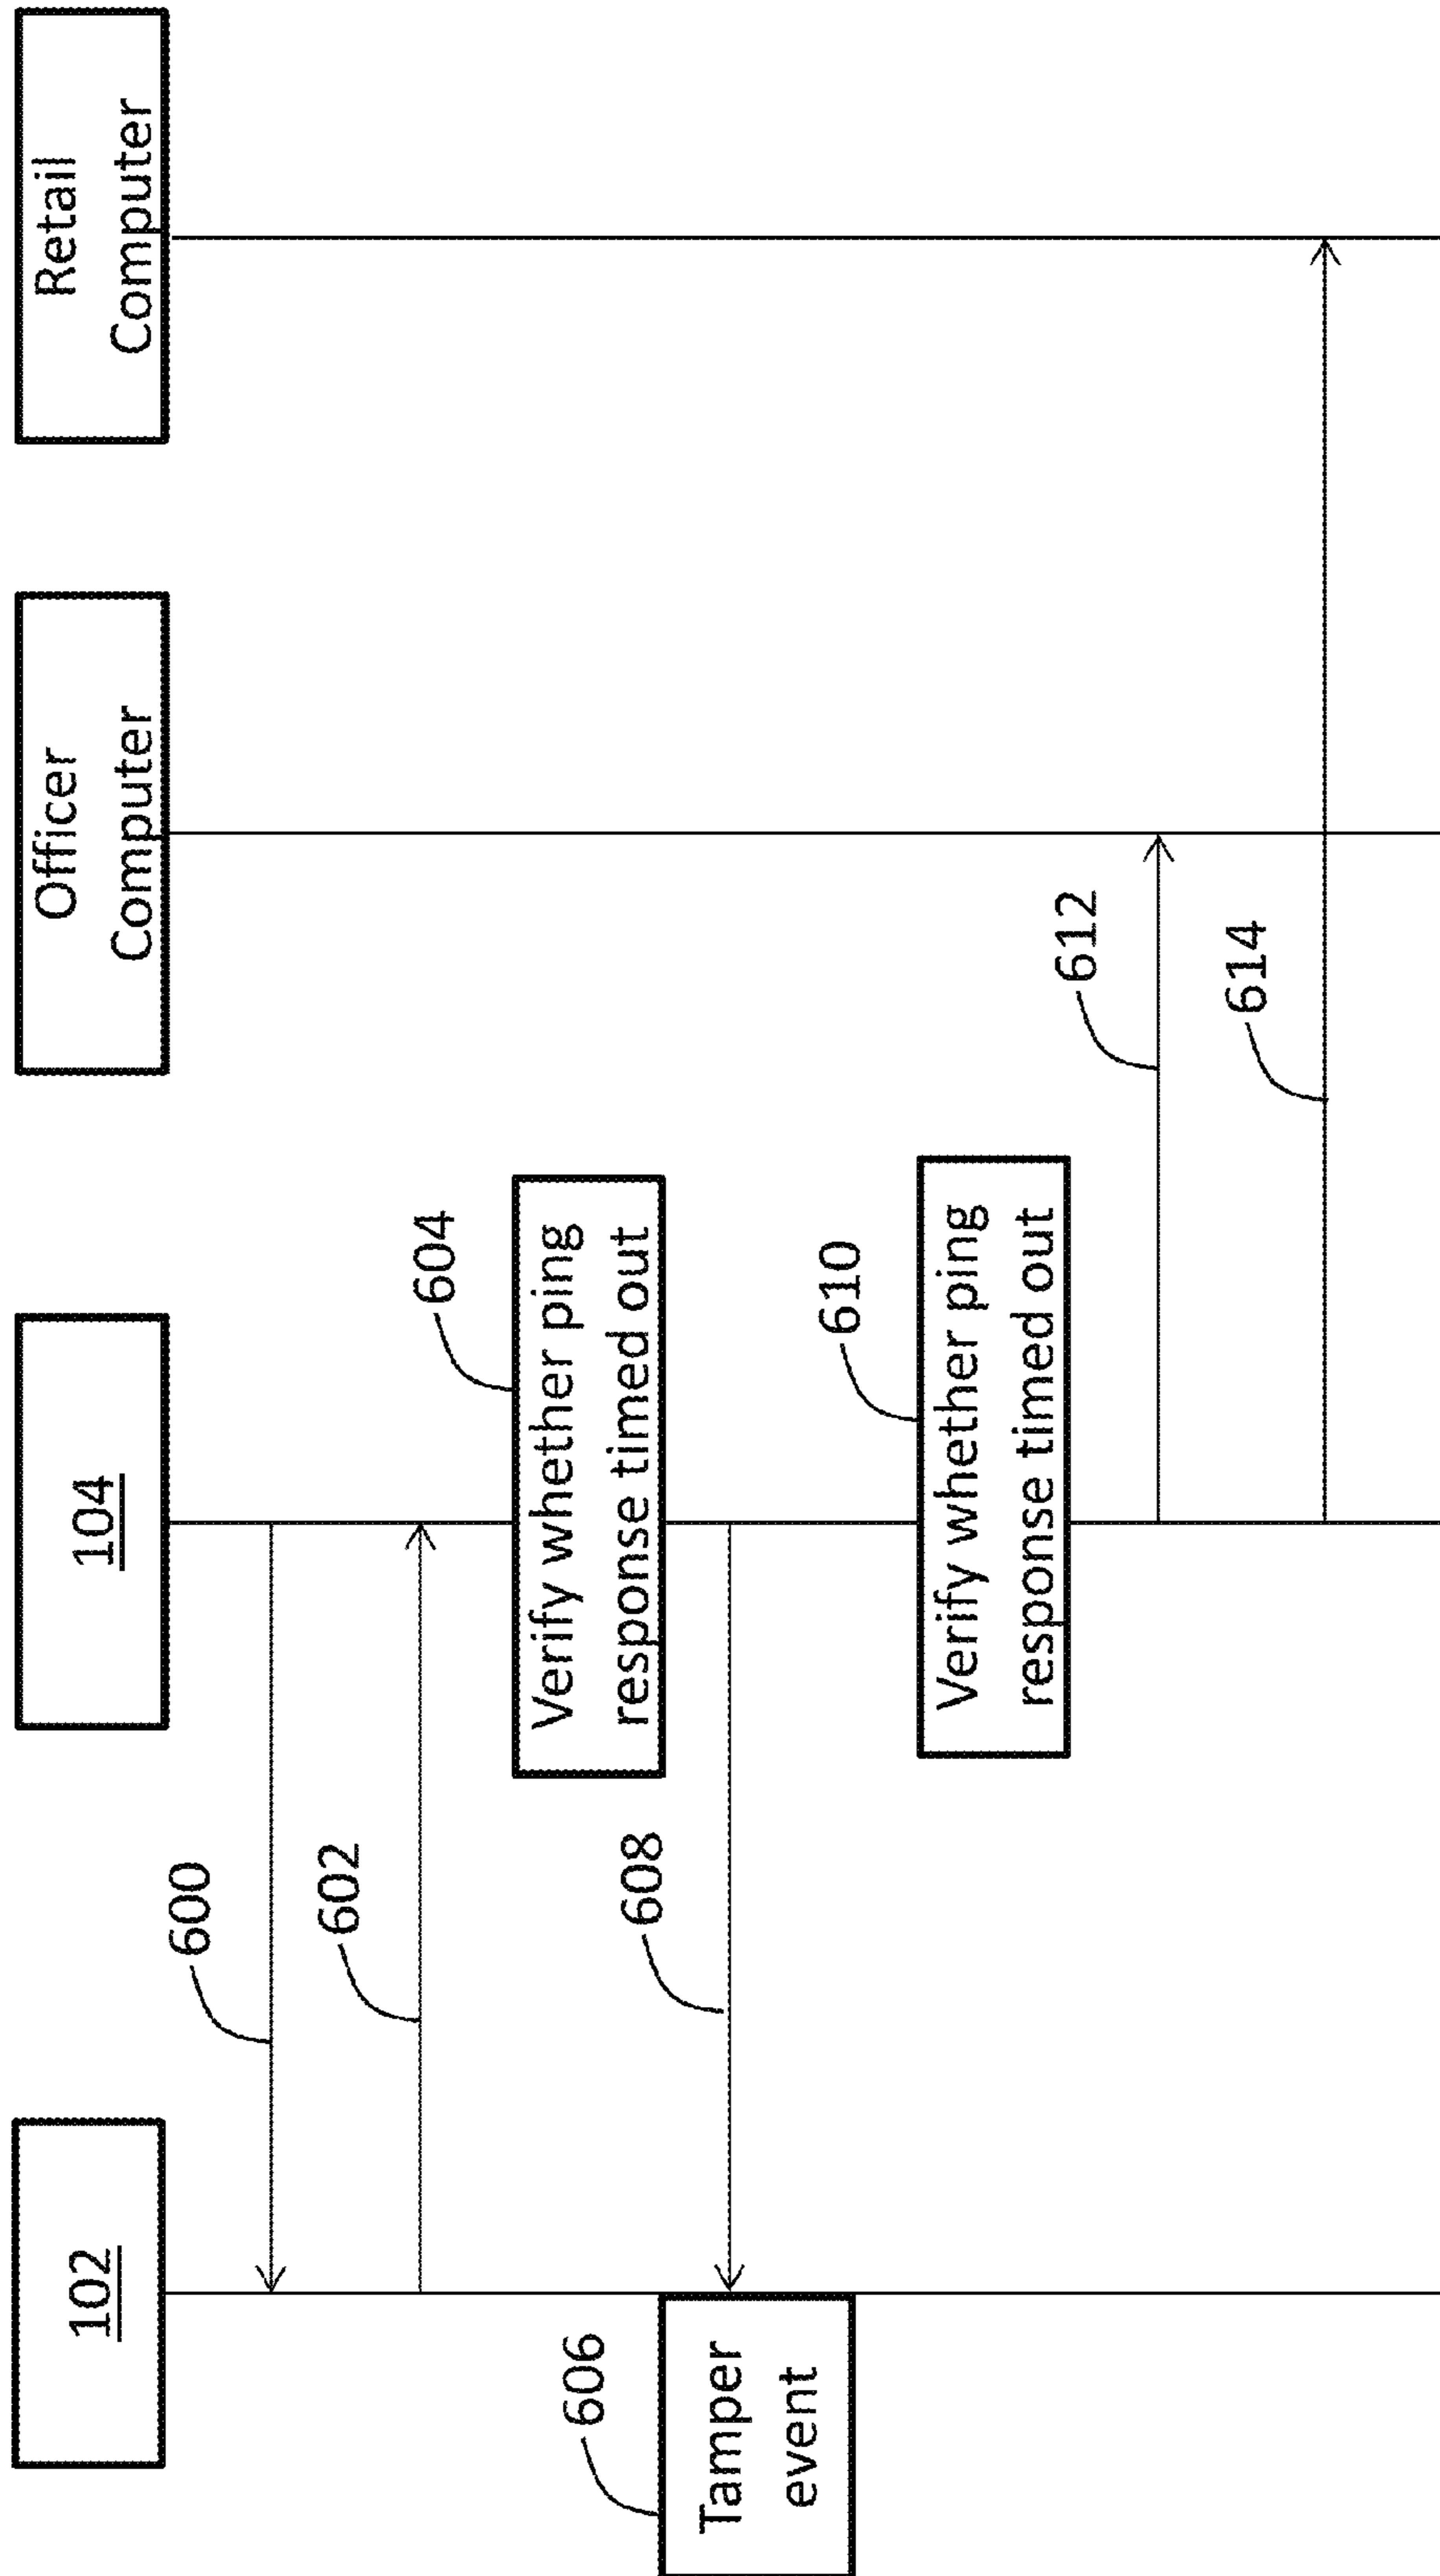 102
104
Officer
Computer
Retail
Computer
600
602
604
Verify whether ping
response timed out
606
Tamper
event
608
610
Verify whether ping
response timed out
612
614